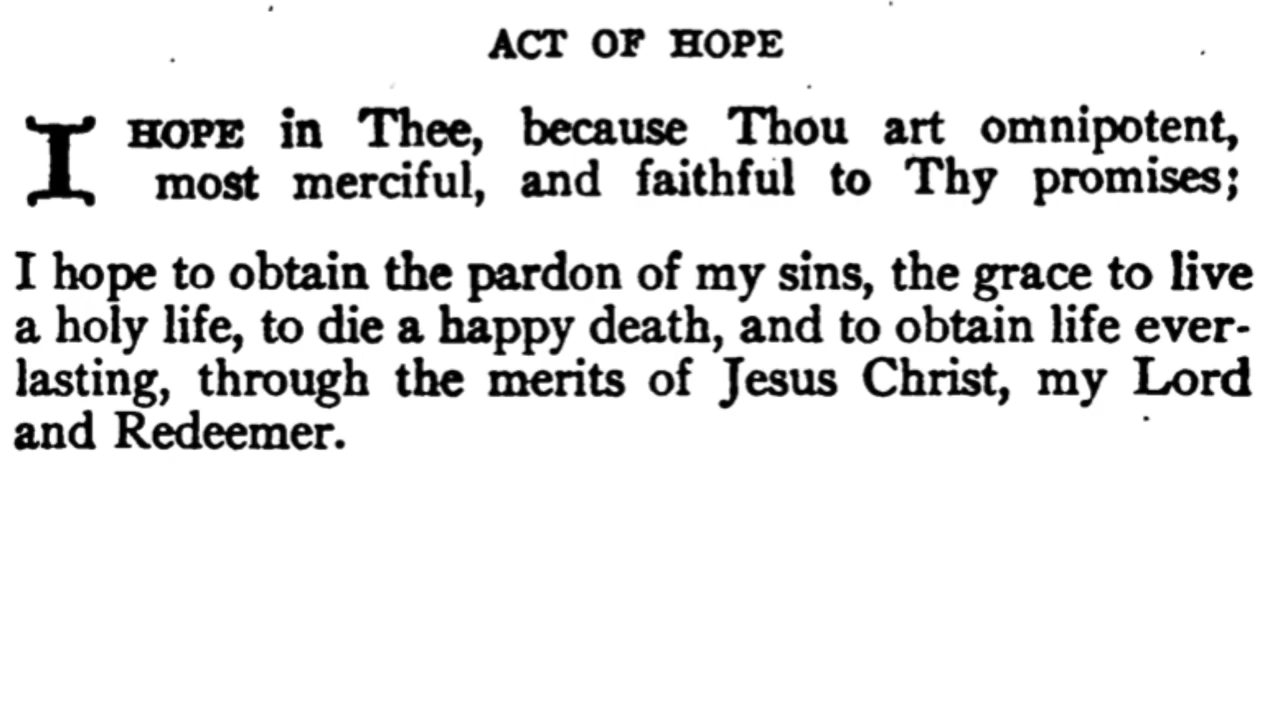 ACT OF HOPE
I HOPE in Thee, because Thou art omnipotent,
most merciful, and faithful to Thy promises;
I hope to obtain the pardon of my sins, the grace to live
a holy life, to die a happy death, and to obtain life ever-
lasting, through the merits of Jesus Christ, my Lord
and Redeemer.